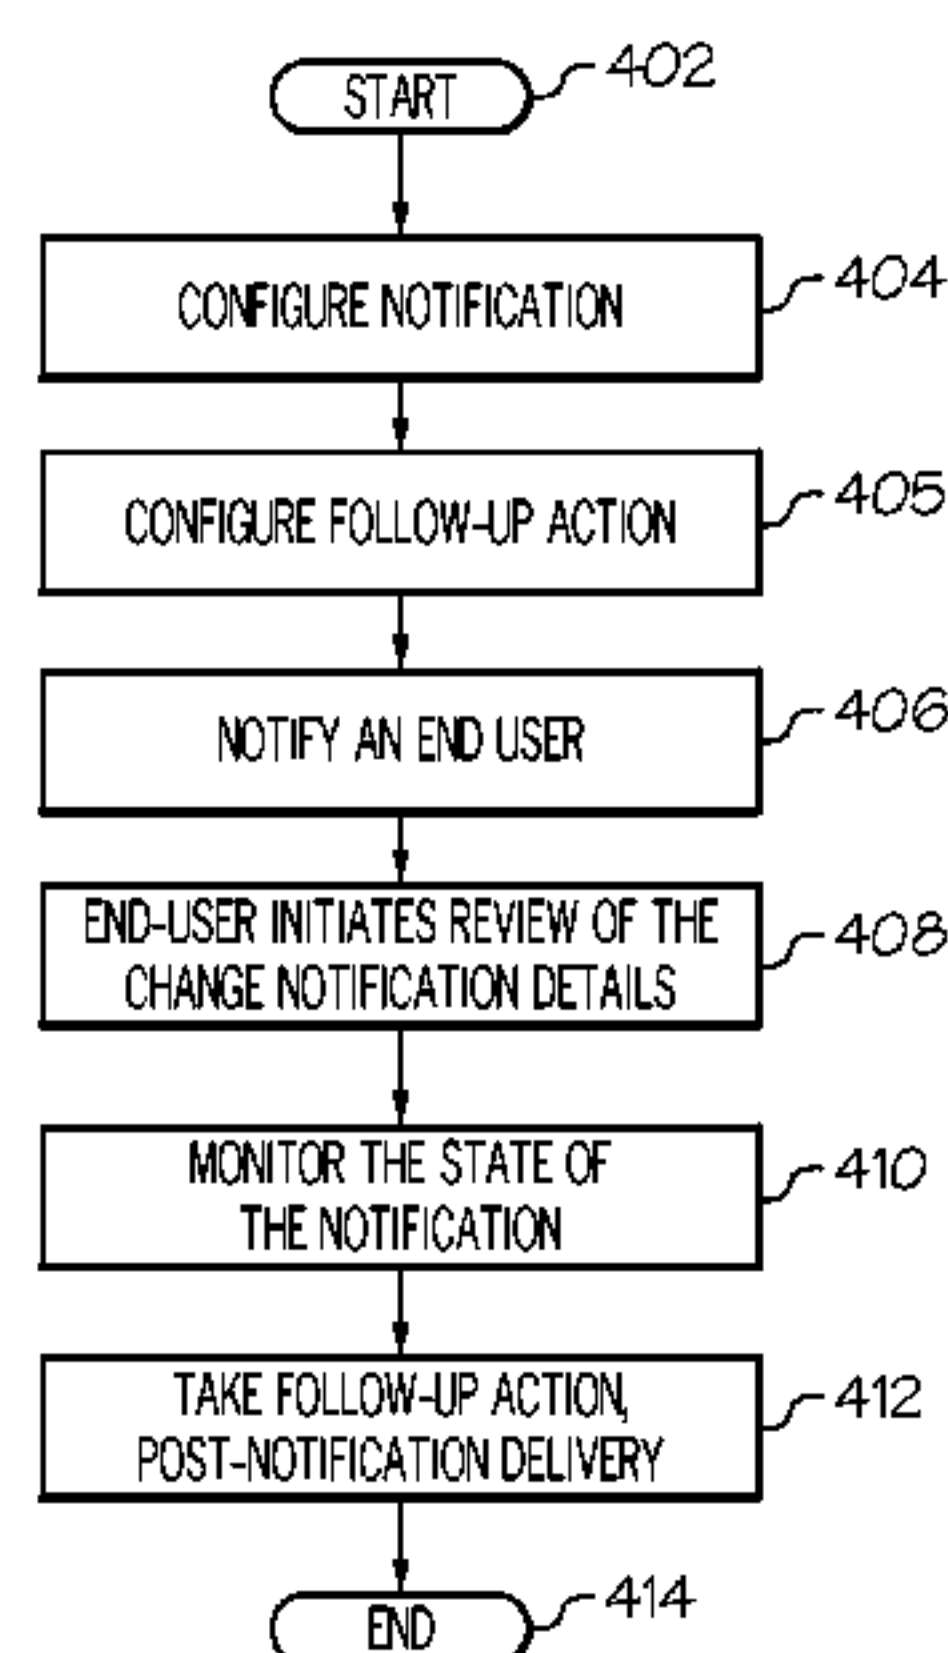 START
402
CONFIGURE NOTIFICATION
404
CONFIGURE FOLLOW-UP ACTION
405
NOTIFY AN END USER
406
END-USER INITIATES REVIEW OF THE
CHANGE NOTIFICATION DETAILS
408
MONITOR THE STATE OF
THE NOTIFICATION
410
TAKE FOLLOW-UP ACTION,
POST-NOTIFICATION DELIVERY
412
END
414